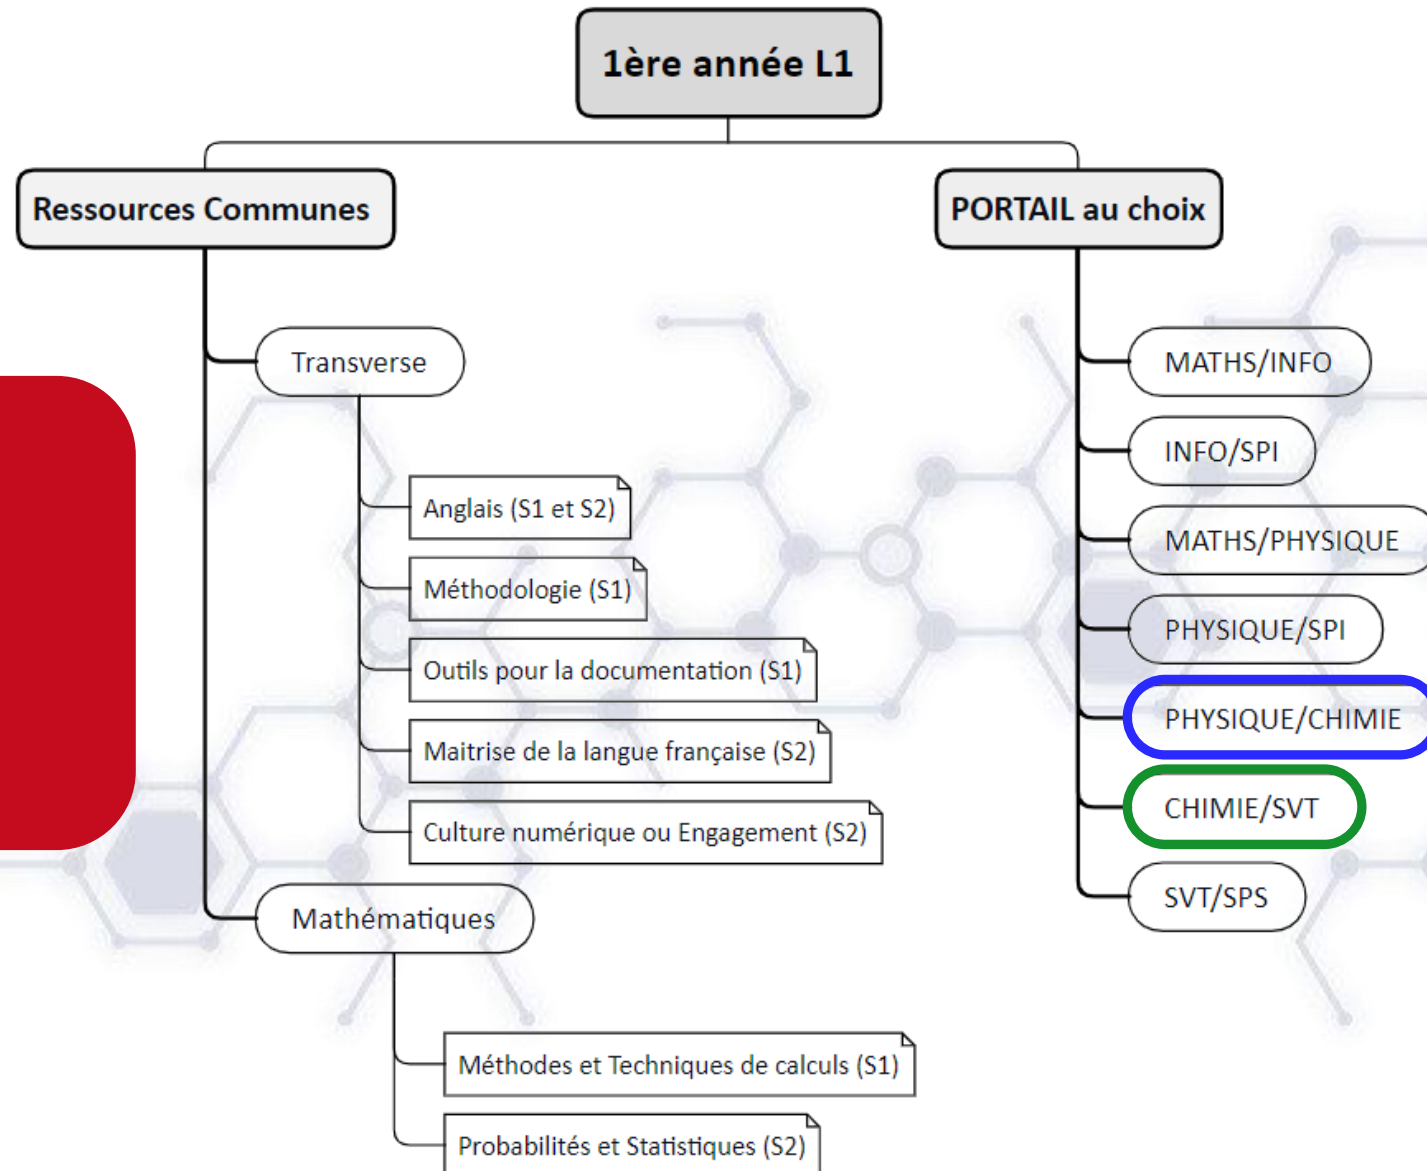 1ère année L1
Ressources Communes
PORTAIL au choix
Transverse
Anglais (S1 et S2)
Méthodologie (S1)
Outils pour la documentation (S1)
Maitrise de la langue française (S2)
Culture numérique ou Engagement (S2)
Mathématiques
Méthodes et Techniques de calculs (S1)
Probabilités et Statistiques (S2)
MATHS/INFO
INFO/SPI
MATHS/PHYSIQUE
PHYSIQUE/SPI
PHYSIQUE/CHIMIE
CHIMIE/SVT
SVT/SPS